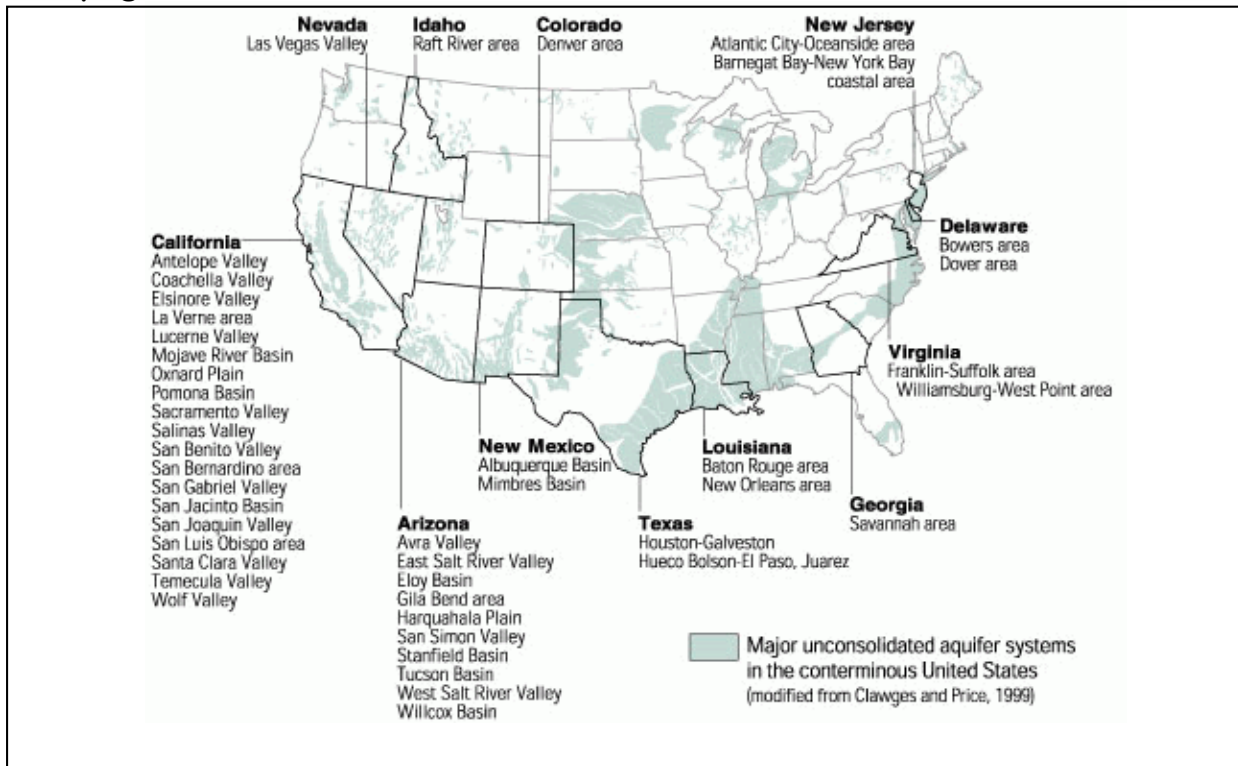 Nevada
Las Vegas Valley
Idaho
Raft River area
Colorado
Denver area
New Jersey
Atlantic City-Oceanside area
Barnegat Bay-New York Bay
coastal area
California
Antelope Valley
Coachella Valley
Elsinore Valley
La Verne area
Lucerne Valley
Mojave River Basin
Oxnard Plain
Pomona Basin
Sacramento Valley
Salinas Valley
San Benito Valley
San Bernardino area
San Gabriel Valley
San Jacinto Basin
San Joaquin Valley
San Luis Obispo area
Santa Clara Valley
Temecula Valley
Wolf Valley
Delaware
Bowers area
Dover area
Virginia
Franklin-Suffolk area
Williamsburg-West Point area
New Mexico
Albuquerque Basin
Mimbres Basin
Louisiana
Baton Rouge area
New Orleans area
Georgia
Savannah area
Arizona
Avra Valley
East Salt River Valley
Eloy Basin
Gila Bend area
Harquahala Plain
San Simon Valley
Stanfield Basin
Tucson Basin
West Salt River Valley
Willcox Basin
Texas
Houston-Galveston
Hueco Bolson-El Paso, Juarez
Major unconsolidated aquifer systems
in the conterminous United States
(modified from Clawges and Price, 1999)